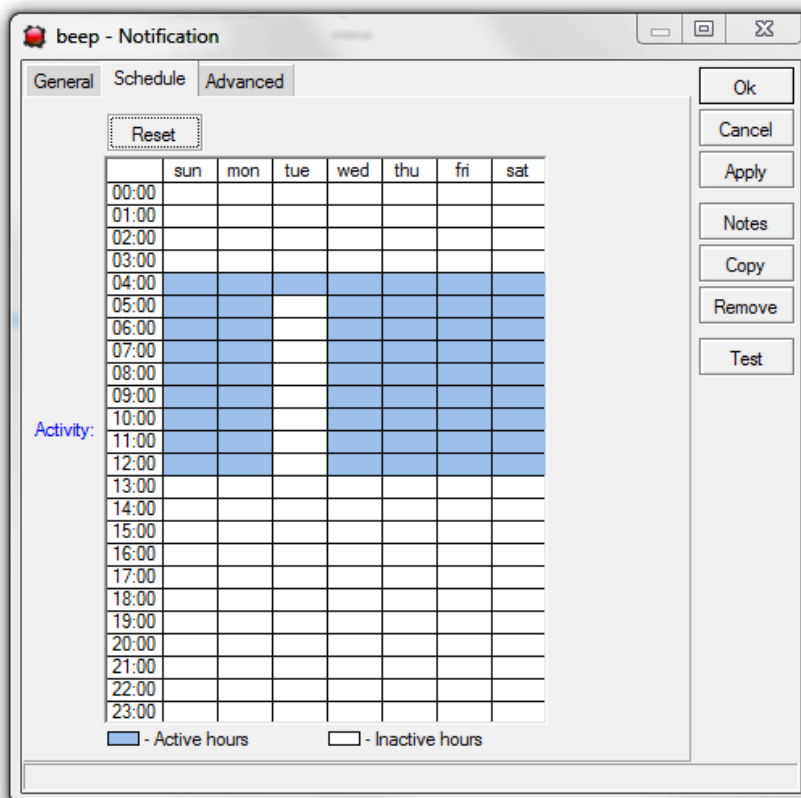 beep - Notification
General Schedule Advanced
Ok
Cancel
Apply
Notes
Copy
Remove
Test
Reset
sun mon tue wed thu fri sat
00:00
01:00
02:00
03:00
04:00
05:00
06:00
07:00
08:00
09:00
10:00
11:00
12:00
13:00
14:00
15:00
16:00
17:00
18:00
19:00
20:00
21:00
22:00
23:00
Activity:
- Active hours - Inactive hours